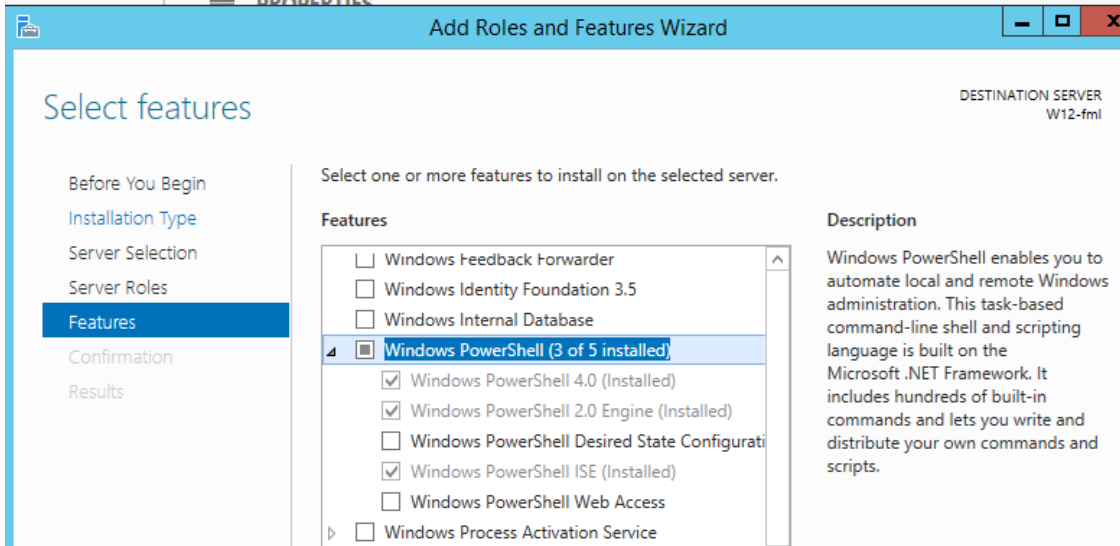 PROPERTIES
Add Roles and Features Wizard
Select features
DESTINATION SERVER
W12-fml
Before You Begin
Installation Type
Server Selection
Server Roles
Features
Confirmation
Results
Select one or more features to install on the selected server.
Features
Windows Feedback Forwarder
Windows Identity Foundation 3.5
Windows Internal Database
Windows PowerShell (3 of 5 installed)
Windows PowerShell 4.0 (Installed)
Windows PowerShell 2.0 Engine (Installed)
Windows PowerShell Desired State Configurati
Windows PowerShell ISE (Installed)
Windows PowerShell Web Access
Windows Process Activation Service
Description
Windows PowerShell enables you to
automate local and remote Windows
administration. This task-based
command-line shell and scripting
language is built on the
Microsoft .NET Framework. It
includes hundreds of built-in
commands and lets you write and
distribute your own commands and
scripts.